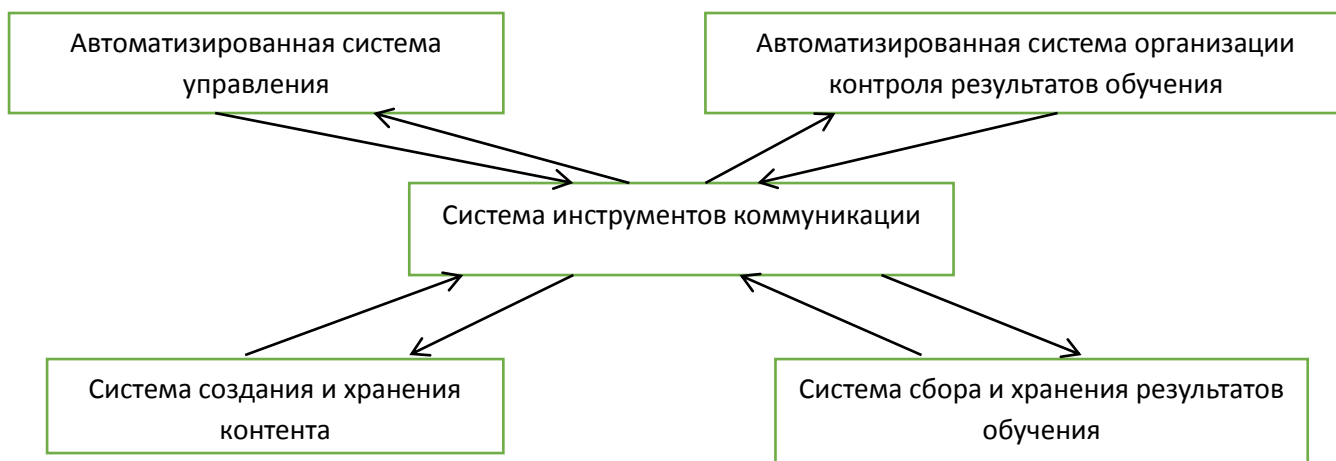 Автоматизированная система
управления
Автоматизированная система организации
контроля результатов обучения
Система инструментов коммуникации
Система создания и хранения
контента
Система сбора и хранения результатов
обучения